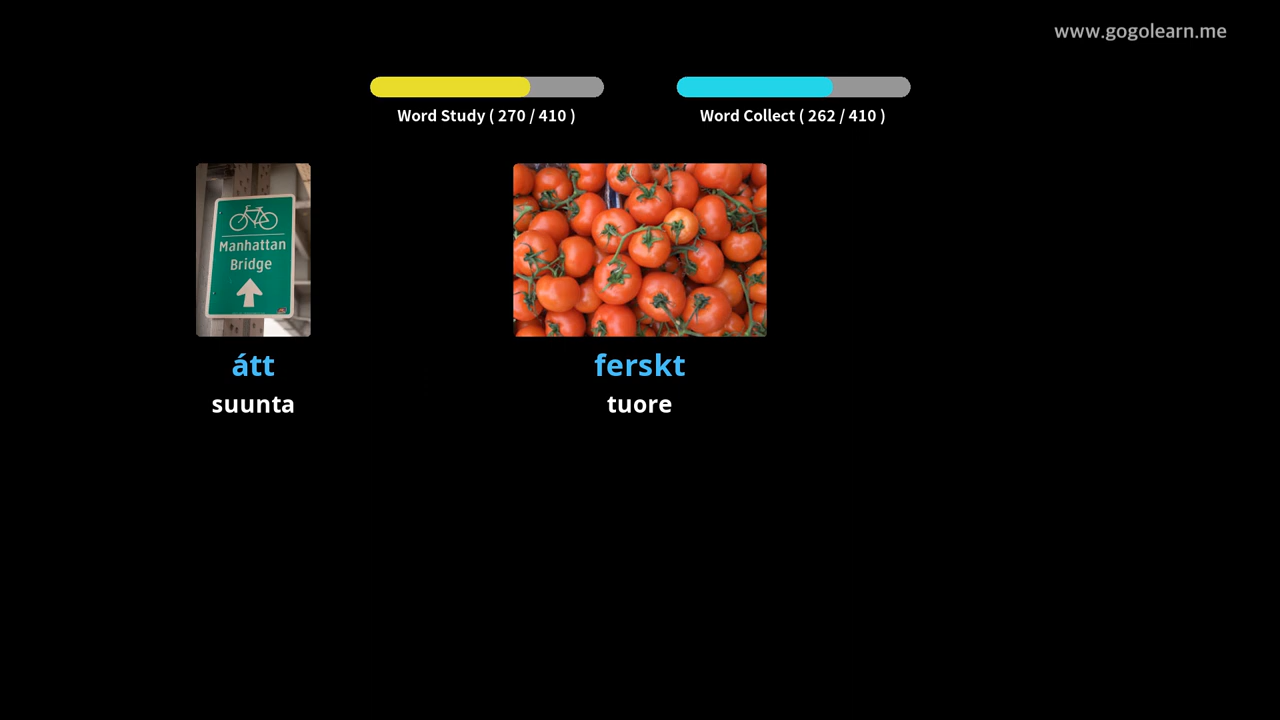 www.gogolearn.me
Word Study ( 270 / 410 )
Word Collect ( 262 / 410 )
Manhattan
Bridge
átt
suunta
ferskt
tuore